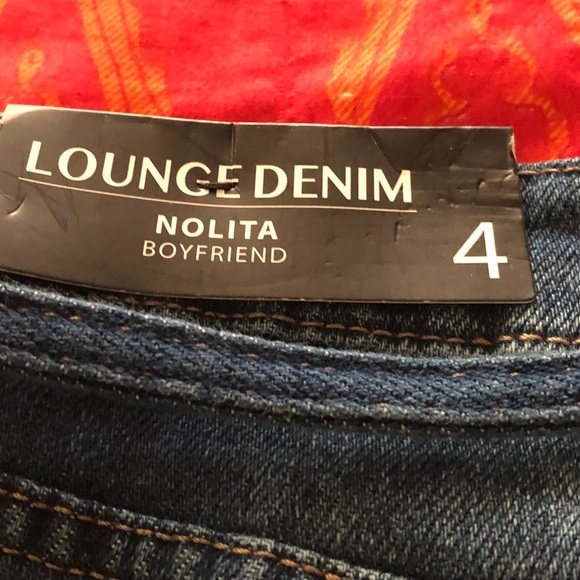 LOUNGE DENIM
NOLITA
BOYFRIEND
4